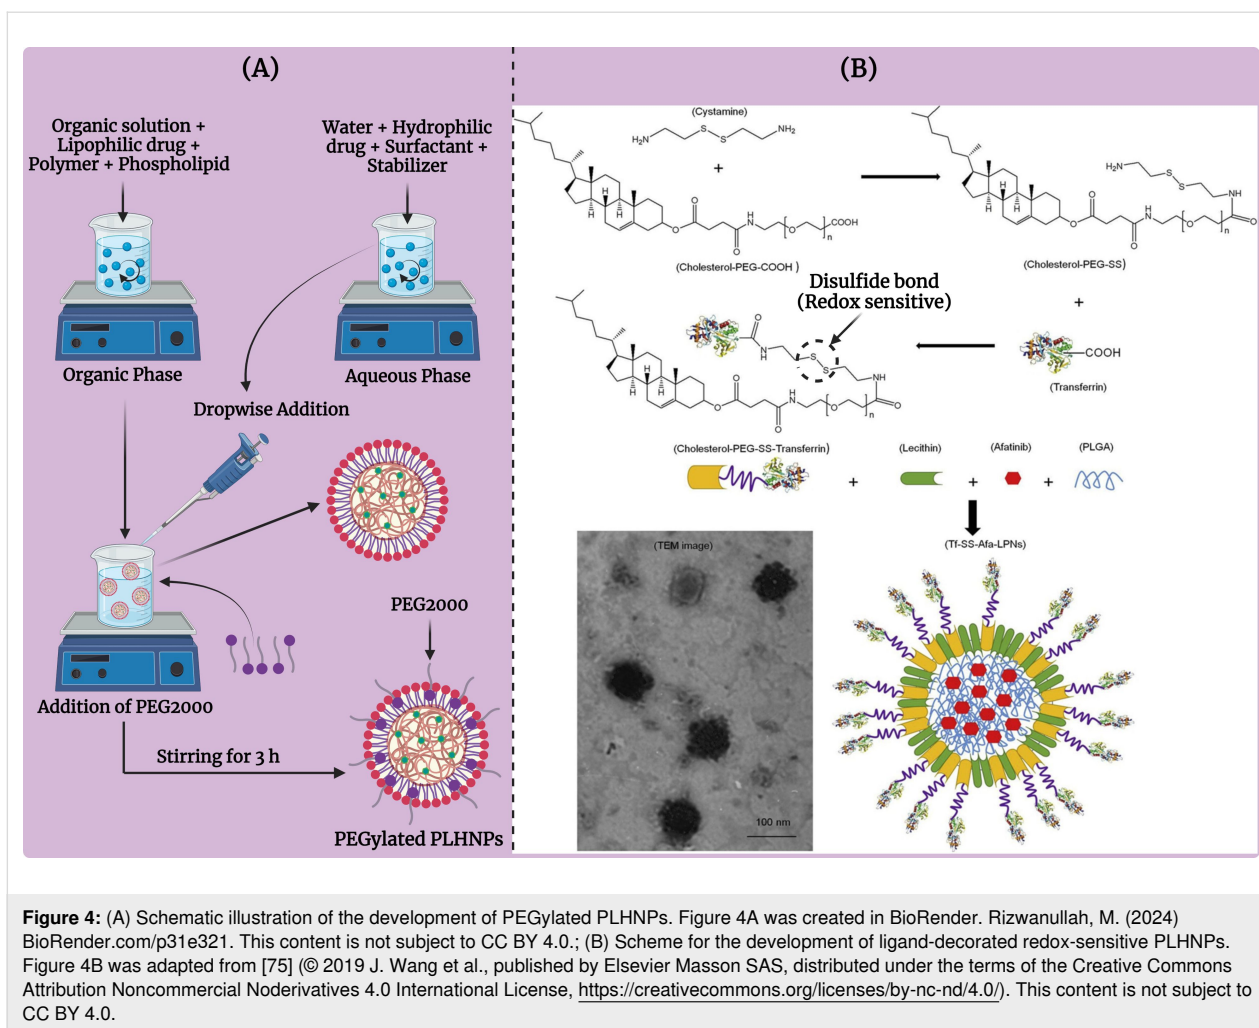 (A)
Organic solution +
Lipophilic drug +
Polymer + Phospholipid
Water + Hydrophilic
drug + Surfactant +
Stabilizer
Organic Phase
Aqueous Phase
Dropwise Addition
PEG2000
Addition of PEG2000
Stirring for 3 h
PEGylated PLHNPs
(B)
(Cystamine)
H₂N
S
S
NH₂
+
H
H
H
O
O
O
H
N
O
n
COOH
(Cholesterol-PEG-COOH )
H₂N
S
S
NH
O
H
H
H
O
O
O
H
N
O
n
(Cholesterol-PEG-SS)
Disulfide bond
(Redox sensitive)
+
COOH
(Transferrin)
O
N
H
S
S
NH
O
H
H
H
O
O
O
H
N
O
n
(Cholesterol-PEG-SS-Transferrin)
(Lecithin)
(Afatinib)
(PLGA)
+
+
+
(TEM image)
100 nm
(Tf-SS-Afa-LPNs)
Figure 4: (A) Schematic illustration of the development of PEGylated PLHNPs. Figure 4A was created in BioRender. Rizwanullah, M. (2024)
BioRender.com/p31e321. This content is not subject to CC BY 4.0.; (B) Scheme for the development of ligand-decorated redox-sensitive PLHNPs.
Figure 4B was adapted from [75] (© 2019 J. Wang et al., published by Elsevier Masson SAS, distributed under the terms of the Creative Commons
Attribution Noncommercial Noderivatives 4.0 International License, https://creativecommons.org/licenses/by-nc-nd/4.0/). This content is not subject to
CC BY 4.0.